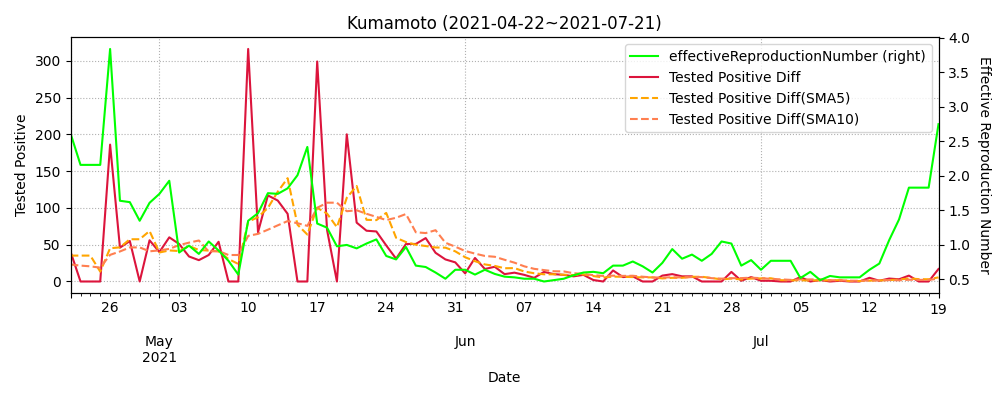 Kumamoto (2021-04-22~2021-07-21)
effectiveReproductionNumber (right)
Tested Positive Diff
Tested Positive Diff(SMA5)
Tested Positive Diff(SMA10)
Tested Positive
300
250
200
150
100
50
0
4.0
3.5
3.0
2.5
2.0
1.5
1.0
0.5
Effective Reproduction Number
26 03 10 17 24 31 07 14 21 28 05 12 19
May Jun Jul
2021
Date